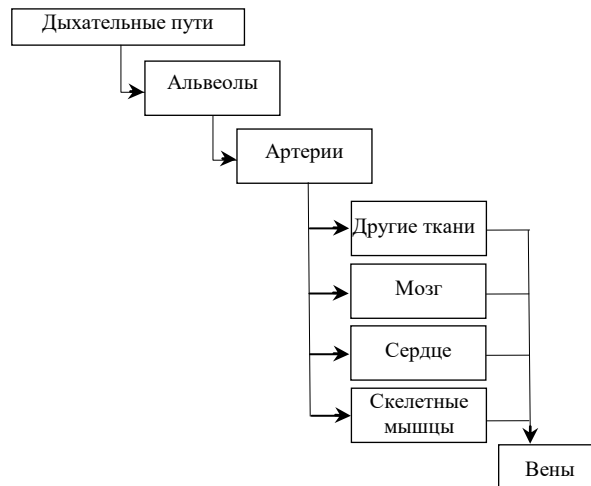 Дыхательные пути
Альвеолы
Артерии
Другие ткани
Мозг
Сердце
Скелетные
мышцы
Вены